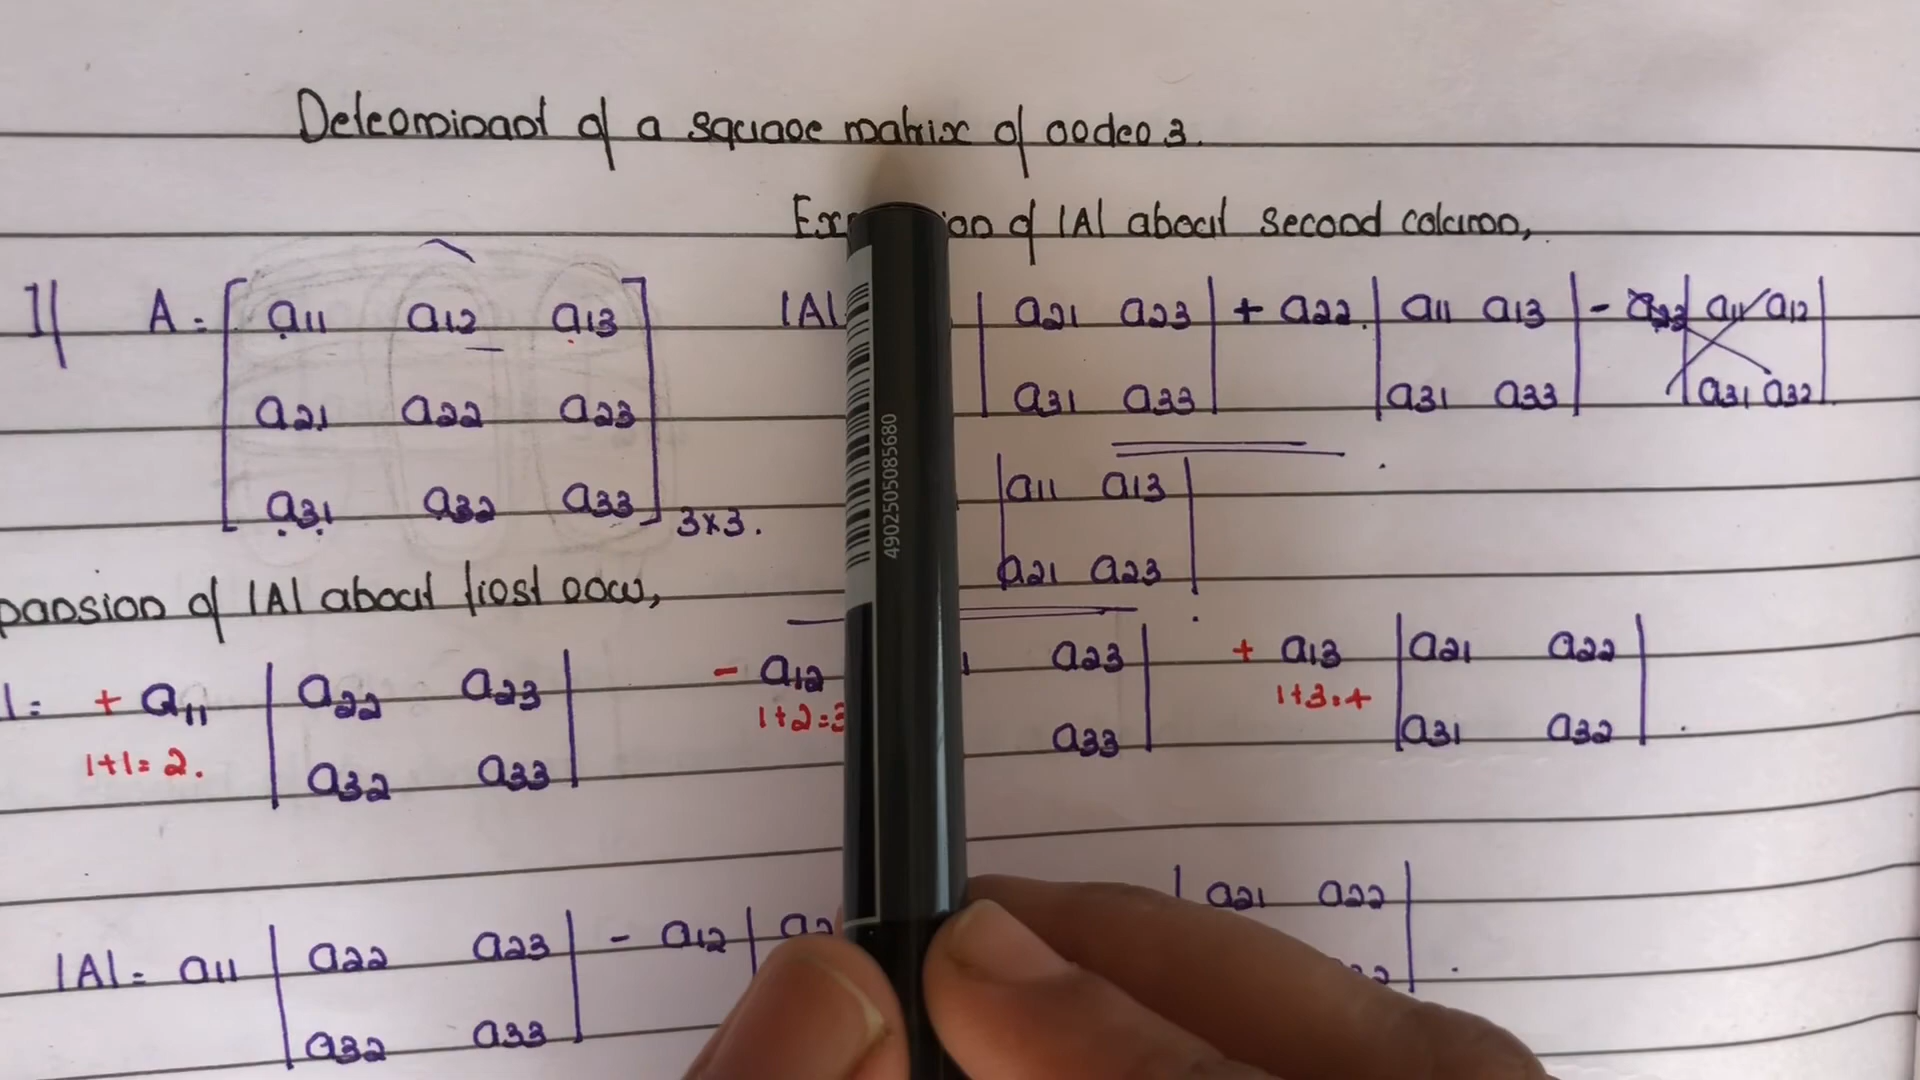 Determinant of a square matrix of order 3.
of |A| about second column,
1| A = [ a11 a12 a13
a21 a22 a23
a31 a32 a33 ] 3×3.
|A| | a21 a23 | + a22. | a11 a13 | -
a31 a33 a31 a33
| a11 a12 |
a31 a32
| a11 a13 |
a21 a23
pansion of |A| about first row,
|= + a11 | a22 a23 | - a12 a23 | + a13 | a21 a22 |
1+1=2. a32 a33 1+2=3 a33 1+3=4 a31 a32 .
|A|= a11 | a22 a23 | - a12 | | a21 a22 |
a32 a33
4902505085680